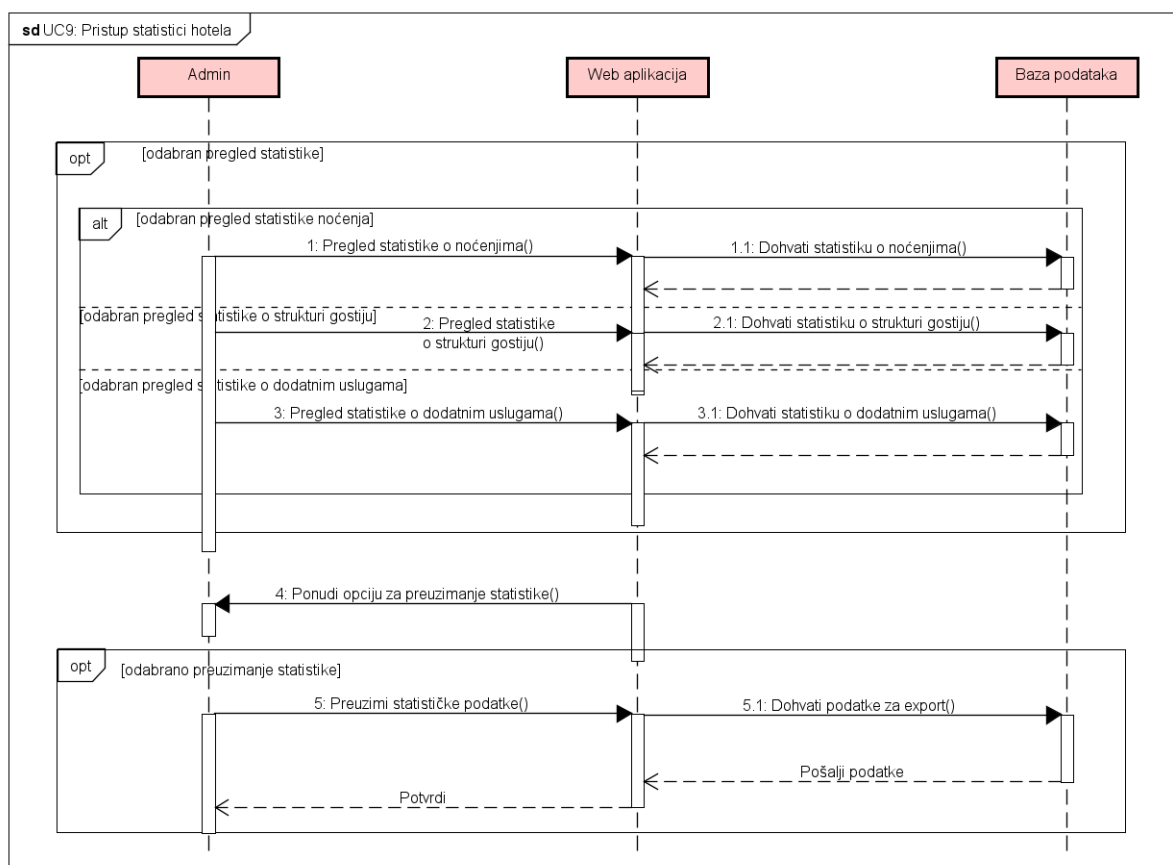 sd UC9: Pristup statistici hotela
Admin
Web aplikacija
Baza podataka
opt
[odabran pregled statistike]
alt
[odabran pregled statistike noćenja]
1: Pregled statistike o noćenjima()
1.1: Dohvati statistiku o noćenjima()
[odabran pregled statistike o strukturi gostiju]
2: Pregled statistike
o strukturi gostiju()
2.1: Dohvati statistiku o strukturi gostiju()
[odabran pregled statistike o dodatnim uslugama]
3: Pregled statistike o dodatnim uslugama()
3.1: Dohvati statistiku o dodatnim uslugama()
4: Ponudi opciju za preuzimanje statistike()
opt
[odabrano preuzimanje statistike]
5: Preuzimi statističke podatke()
5.1: Dohvati podatke za export()
Pošalji podatke
Potvrdi